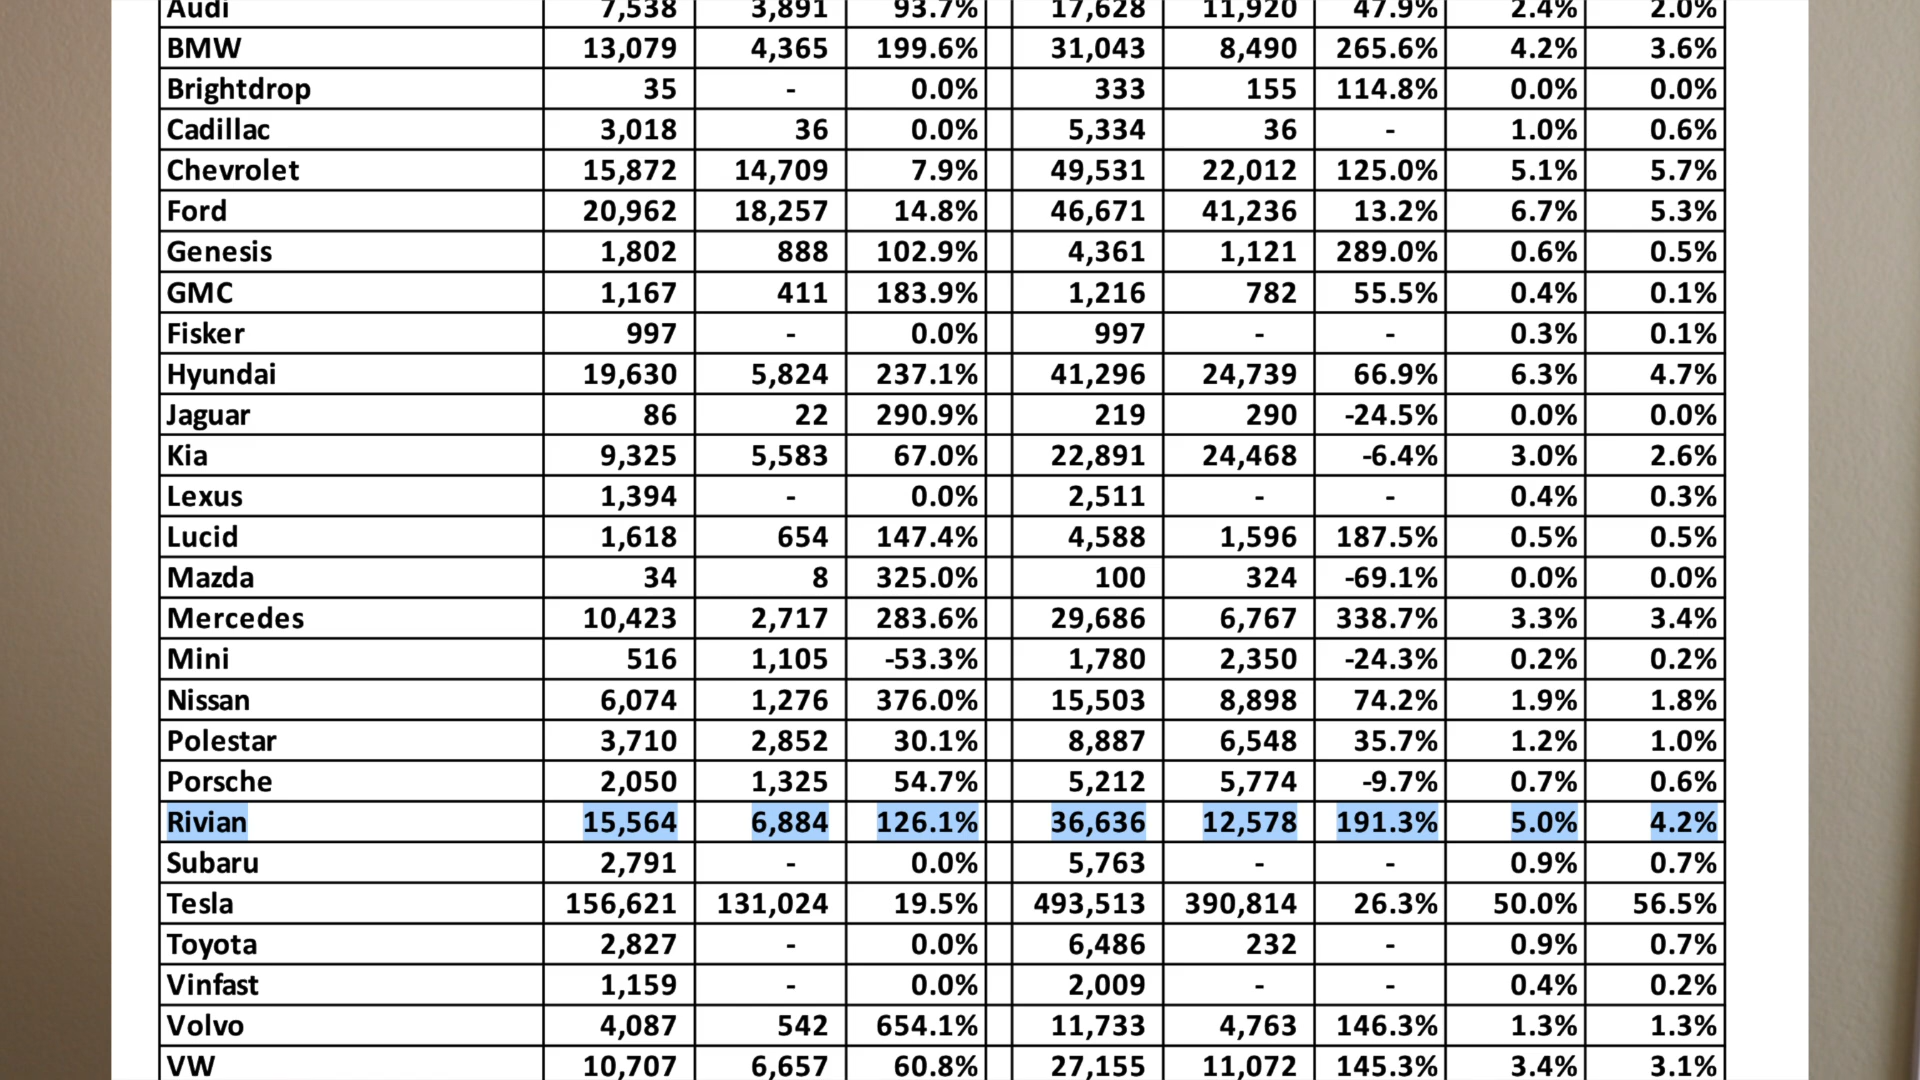 Audi 7,538 3,891 93.7% 17,628 11,920 47.9% 2.4% 2.0%
BMW 13,079 4,365 199.6% 31,043 8,490 265.6% 4.2% 3.6%
Brightdrop 35 - 0.0% 333 155 114.8% 0.0% 0.0%
Cadillac 3,018 36 0.0% 5,334 36 - 1.0% 0.6%
Chevrolet 15,872 14,709 7.9% 49,531 22,012 125.0% 5.1% 5.7%
Ford 20,962 18,257 14.8% 46,671 41,236 13.2% 6.7% 5.3%
Genesis 1,802 888 102.9% 4,361 1,121 289.0% 0.6% 0.5%
GMC 1,167 411 183.9% 1,216 782 55.5% 0.4% 0.1%
Fisker 997 - 0.0% 997 - - 0.3% 0.1%
Hyundai 19,630 5,824 237.1% 41,296 24,739 66.9% 6.3% 4.7%
Jaguar 86 22 290.9% 219 290 -24.5% 0.0% 0.0%
Kia 9,325 5,583 67.0% 22,891 24,468 -6.4% 3.0% 2.6%
Lexus 1,394 - 0.0% 2,511 - - 0.4% 0.3%
Lucid 1,618 654 147.4% 4,588 1,596 187.5% 0.5% 0.5%
Mazda 34 8 325.0% 100 324 -69.1% 0.0% 0.0%
Mercedes 10,423 2,717 283.6% 29,686 6,767 338.7% 3.3% 3.4%
Mini 516 1,105 -53.3% 1,780 2,350 -24.3% 0.2% 0.2%
Nissan 6,074 1,276 376.0% 15,503 8,898 74.2% 1.9% 1.8%
Polestar 3,710 2,852 30.1% 8,887 6,548 35.7% 1.2% 1.0%
Porsche 2,050 1,325 54.7% 5,212 5,774 -9.7% 0.7% 0.6%
Rivian 15,564 6,884 126.1% 36,636 12,578 191.3% 5.0% 4.2%
Subaru 2,791 - 0.0% 5,763 - - 0.9% 0.7%
Tesla 156,621 131,024 19.5% 493,513 390,814 26.3% 50.0% 56.5%
Toyota 2,827 - 0.0% 6,486 232 - 0.9% 0.7%
Vinfast 1,159 - 0.0% 2,009 - - 0.4% 0.2%
Volvo 4,087 542 654.1% 11,733 4,763 146.3% 1.3% 1.3%
VW 10,707 6,657 60.8% 27,155 11,072 145.3% 3.4% 3.1%